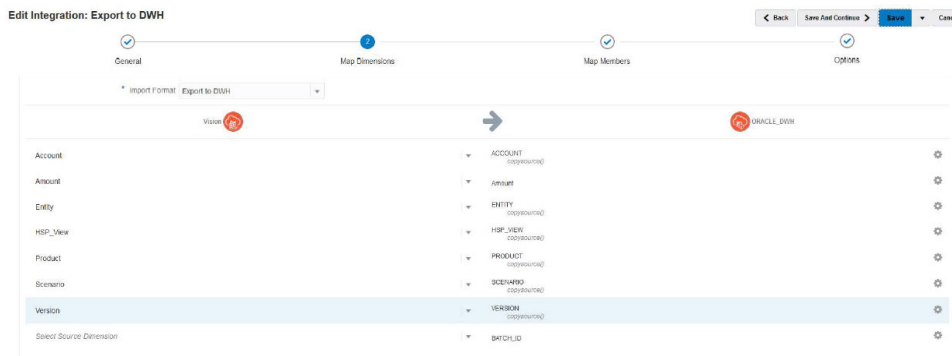 Edit Integration: Export to DWH
Back
Save And Continue
Save
Canc
2
General
Map Dimensions
Map Members
Options
* Import Format Export to DWH
Vision
ORACLE_DWH
Account
ACCOUNT
copysource()
Amount
Amount
Entity
ENTITY
copysource()
HSP_View
HSP_VIEW
copysource()
Product
PRODUCT
copysource()
Scenario
SCENARIO
copysource()
Version
VERSION
copysource()
Select Source Dimension
BATCH_ID